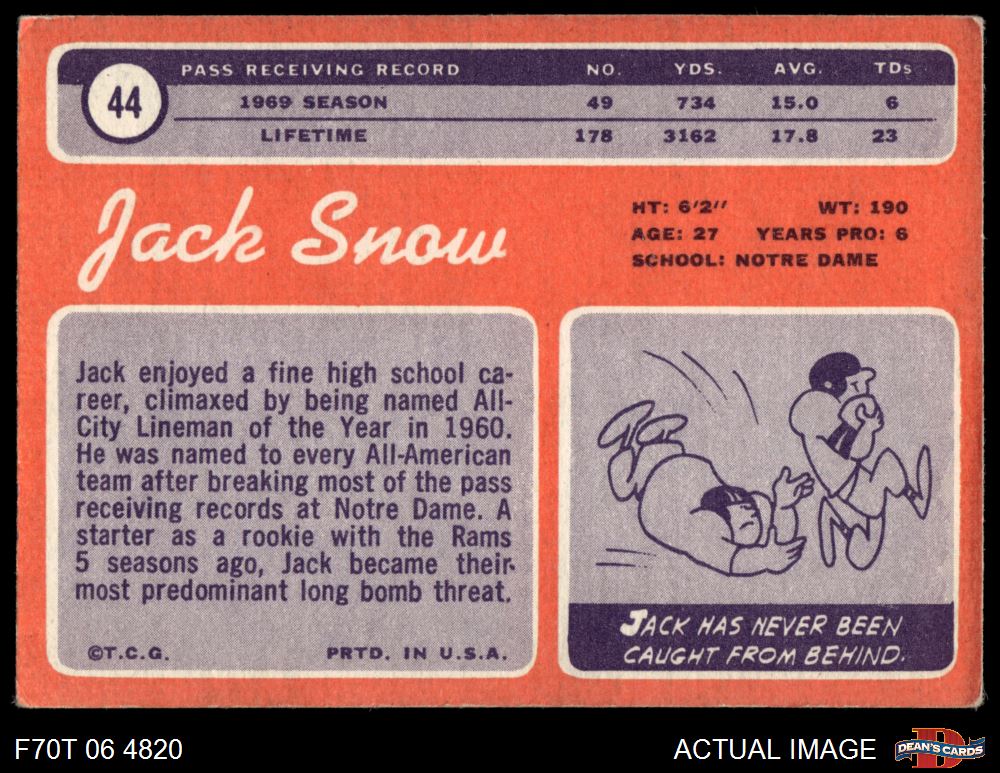 44
PASS RECEIVING RECORD NO. YDS. AVG. TDs
1969 SEASON 49 734 15.0 6
LIFETIME 178 3162 17.8 23
Jack Snow
HT: 6'2" WT: 190
AGE: 27 YEARS PRO: 6
SCHOOL: NOTRE DAME
Jack enjoyed a fine high school ca-
reer, climaxed by being named All-
City Lineman of the Year in 1960.
He was named to every All-American
team after breaking most of the pass
receiving records at Notre Dame. A
starter as a rookie with the Rams
5 seasons ago, Jack became their
most predominant long bomb threat.
©T.C.G. PRTD. IN U.S.A.
JACK HAS NEVER BEEN
CAUGHT FROM BEHIND.
F70T 06 4820
ACTUAL IMAGE
D
DEAN'S CARDS